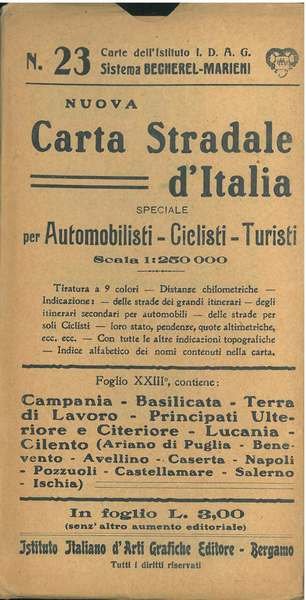 N. 23
Carte dell'Istituto I. D. A. G.
Sistema BECHEREL-MARIENI
NUOVA
Carta Stradale
d'Italia
SPECIALE
per Automobilisti - Ciclisti - Turisti
Scala 1:250 000
Tiratura a 9 colori — Distanze chilometriche —
Indicazione: — delle strade dei grandi itinerari — degli
itinerari secondari per automobili — delle strade per
soli Ciclisti — loro stato, pendenze, quote altimetriche,
ecc. ecc. — Con tutte le altre indicazioni topografiche
— Indice alfabetico dei nomi contenuti nella carta.
Foglio XXIII°, contiene:
Campania - Basilicata - Terra
di Lavoro - Principati Ulte-
riore e Citeriore - Lucania -
Cilento (Ariano di Puglia - Bene-
vento - Avellino - Caserta - Napoli
- Pozzuoli - Castellamare - Salerno
- Ischia)
In foglio L. 3,00
(senz'altro aumento editoriale)
Istituto Italiano d'Arti Grafiche Editore - Bergamo
Tutti i diritti riservati